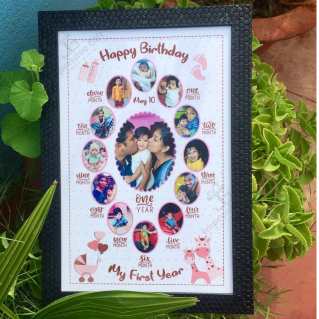 Happy Birthday
May 10
eleven MONTH
one MONTH
ten MONTH
two MONTH
nine MONTH
three MONTH
ONE YEAR
eight MONTH
four MONTH
seven MONTH
five MONTH
six MONTH
My First Year